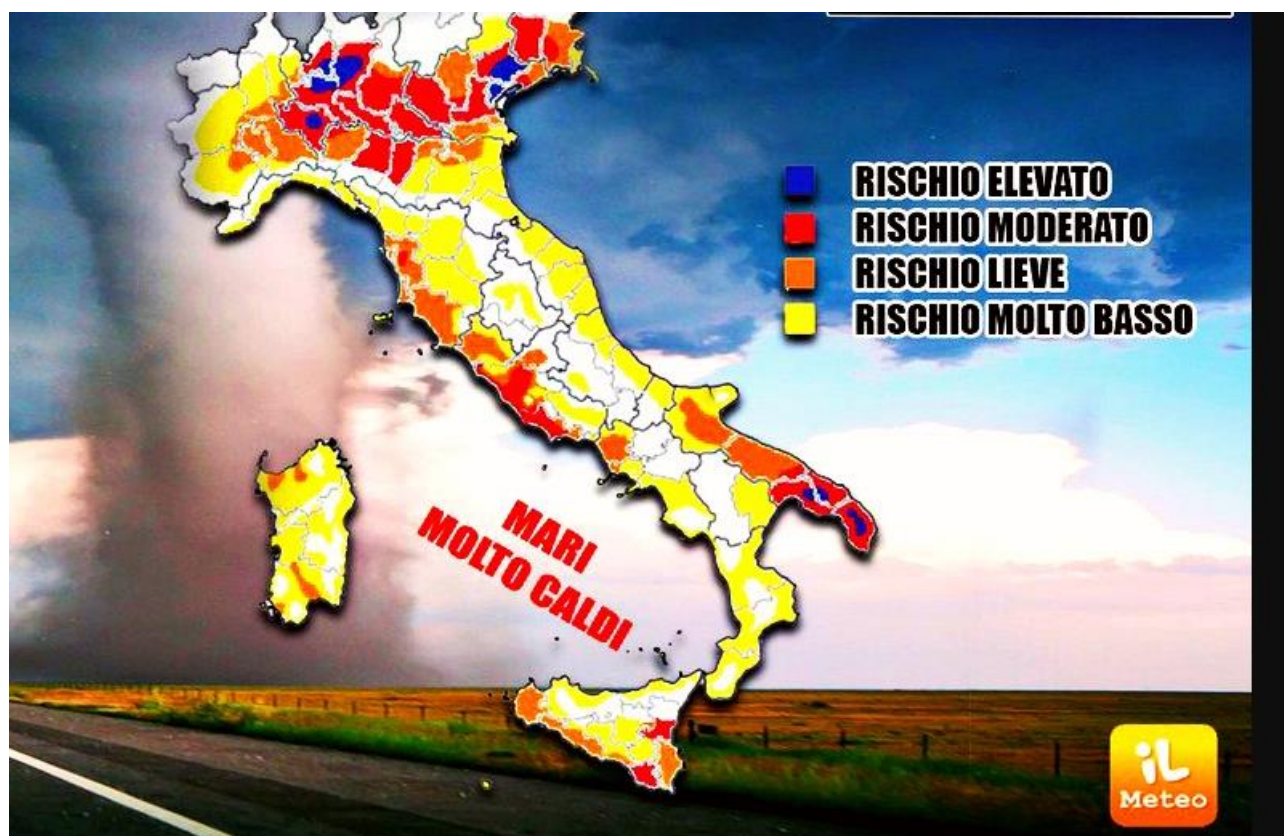 RISCHIO ELEVATO
RISCHIO MODERATO
RISCHIO LIEVE
RISCHIO MOLTO BASSO
MARI
MOLTO CALDI
iL
Meteo